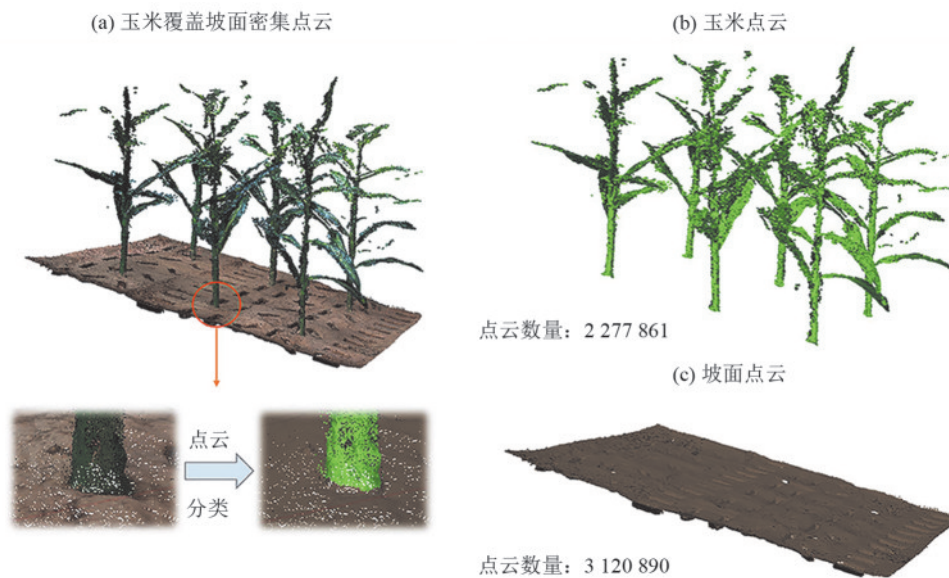 (a) 玉米覆盖坡面密集点云
(b) 玉米点云
点云数量：2 277 861
(c) 坡面点云
点云
分类
点云数量：3 120 890